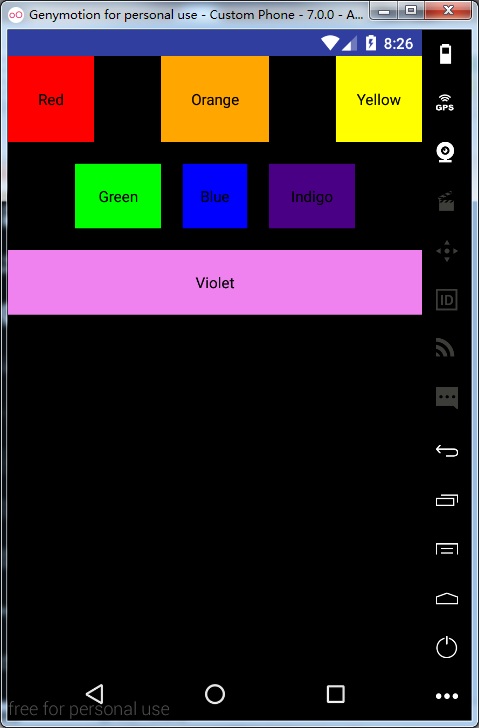 Genymotion for personal use - Custom Phone - 7.0.0 - A...
8:26
Red
Orange
Yellow
GPS
Green
Blue
Indigo
Violet
ID
free for personal use